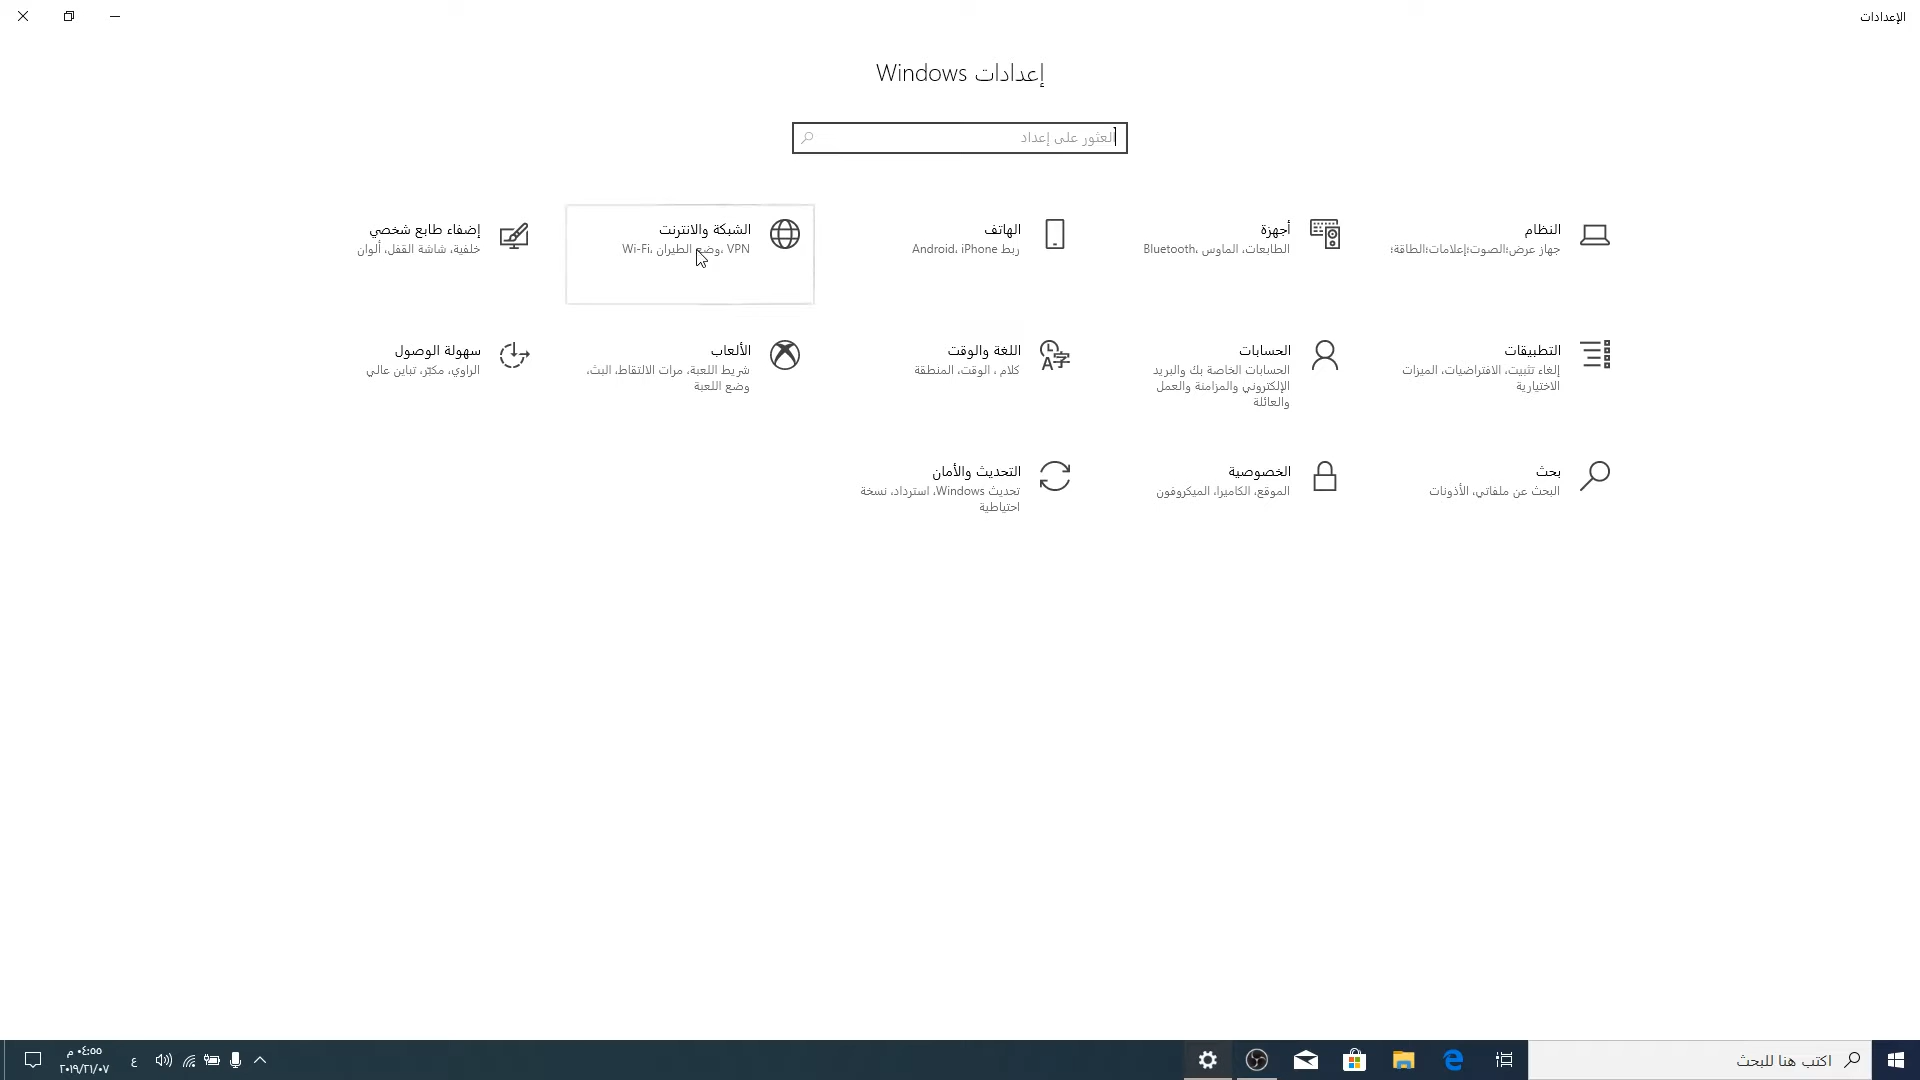 الإعدادات
إعدادات Windows
العثور على إعداد
النظام
جهاز عرض؛الصوت؛إعلامات؛الطاقة؛
أجهزة
Bluetooth، الطابعات، الماوس
الهاتف
ربط Android، iPhone
الشبكة والانترنت
Wi-Fi، وضع الطيران، VPN
إضفاء طابع شخصي
خلفية، شاشة القفل، ألوان
التطبيقات
إلغاء تثبيت، الافتراضيات، الميزات
الاختيارية
الحسابات
الحسابات الخاصة بك والبريد
الإلكتروني والمزامنة والعمل
والعائلة
اللغة والوقت
كلام ، الوقت، المنطقة
الألعاب
شريط اللعبة، مرات الالتقاط، البث،
وضع اللعبة
سهولة الوصول
الراوي، مكبّر، تباين عالي
بحث
البحث عن ملفاتي، الأذونات
الخصوصية
الموقع، الكاميرا، الميكروفون
التحديث والأمان
تحديث Windows، استرداد، نسخة
احتياطية
اكتب هنا للبحث
ع
٠٤:٥٥ م
٢٠١٩/٢١/٠٧